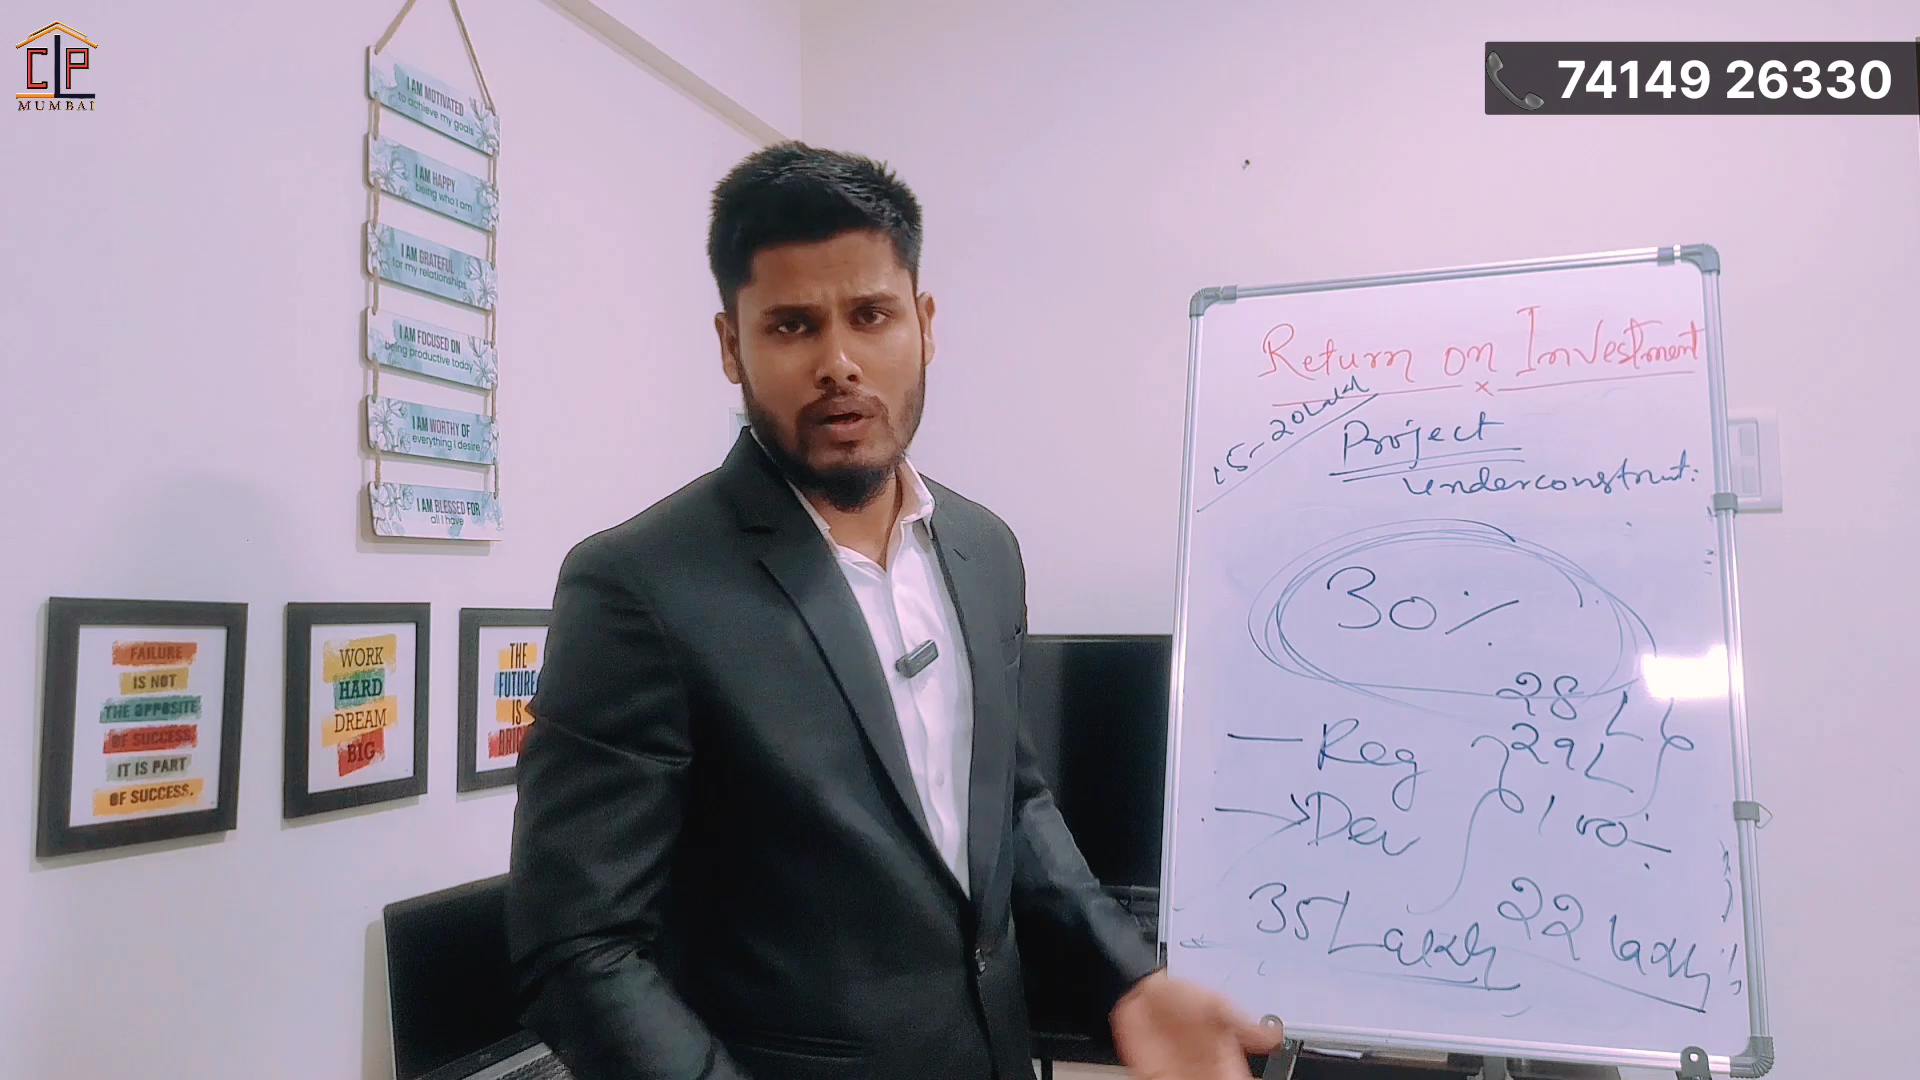 CLP
MUMBAI
74149 26330
I AM MOTIVATED
to achieve my goals
I AM HAPPY
being who I am
I AM GRATEFUL
for my relationships
I AM FOCUSED ON
being productive today
I AM WORTHY OF
everything I desire
I AM BLESSED FOR
all I have
FAILURE
IS NOT
THE OPPOSITE
OF SUCCESS.
IT IS PART
OF SUCCESS.
WORK
HARD
DREAM
BIG
THE
FUTURE
IS
Return on Investment
15-20 Lakh
Project
underconstruct.
30%
28 L
Reg 29L
Dev
35 Lakh 22 lakh